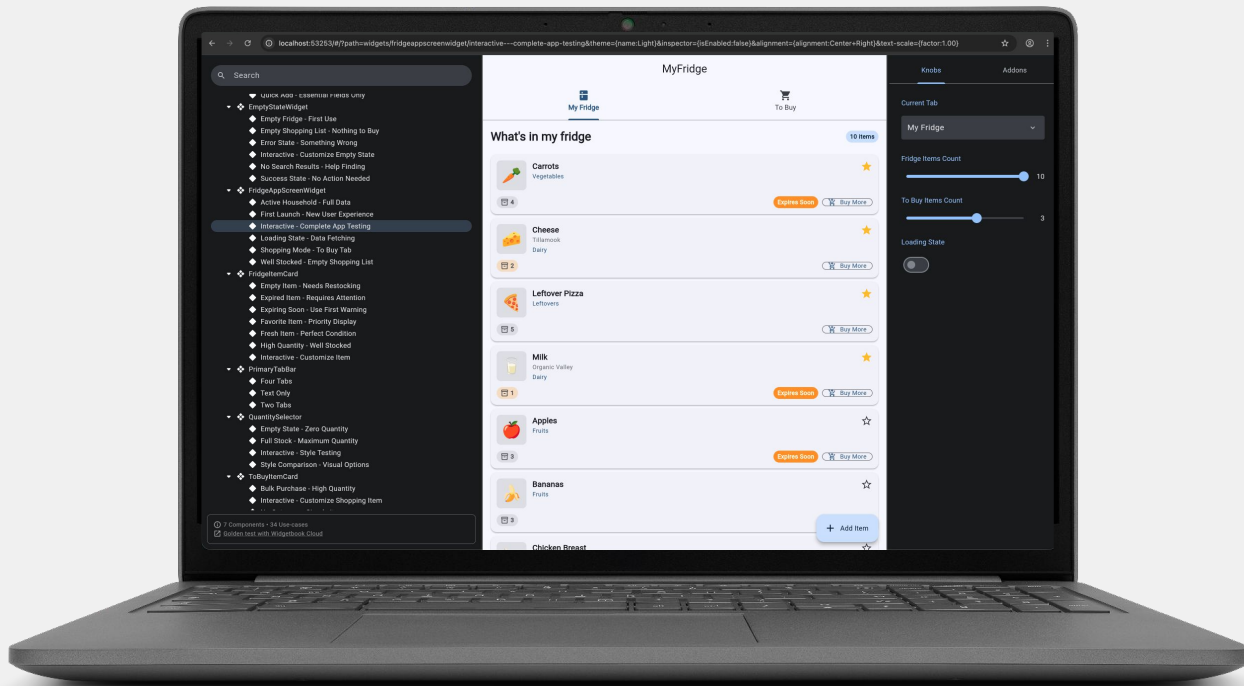 localhost:53253/#/?path=widgets/fridgeappscreenwidget/interactive---complete-app-testing&theme={name:Light}&inspector={isEnabled:false}&alignment={alignment:Center+Right}&text-scale={factor:1.00}
Search
Quick Add - Essential Fields Only
EmptyStateWidget
Empty Fridge - First Use
Empty Shopping List - Nothing to Buy
Error State - Something Wrong
Interactive - Customize Empty State
No Search Results - Help Finding
Success State - No Action Needed
FridgeAppScreenWidget
Active Household - Full Data
First Launch - New User Experience
Interactive - Complete App Testing
Loading State - Data Fetching
Shopping Mode - To Buy Tab
Well Stocked - Empty Shopping List
FridgeItemCard
Empty Item - Needs Restocking
Expired Item - Requires Attention
Expiring Soon - Use First Warning
Favorite Item - Priority Display
Fresh Item - Perfect Condition
High Quantity - Well Stocked
Interactive - Customize Item
PrimaryTabBar
Four Tabs
Text Only
Two Tabs
QuantitySelector
Empty State - Zero Quantity
Full Stock - Maximum Quantity
Interactive - Style Testing
Style Comparison - Visual Options
ToBuyItemCard
Bulk Purchase - High Quantity
Interactive - Customize Shopping Item
7 Components • 34 Use-cases
Golden test with Widgetbook Cloud
MyFridge
My Fridge
To Buy
What's in my fridge
10 items
Carrots
Vegetables
4
Expires Soon
Buy More
Cheese
Tillamook
Dairy
2
Buy More
Leftover Pizza
Leftovers
5
Buy More
Milk
Organic Valley
Dairy
1
Expires Soon
Buy More
Apples
Fruits
3
Expires Soon
Buy More
Bananas
Fruits
3
+ Add Item
Chicken Breast
Knobs
Addons
Current Tab
My Fridge
Fridge Items Count
10
To Buy Items Count
3
Loading State